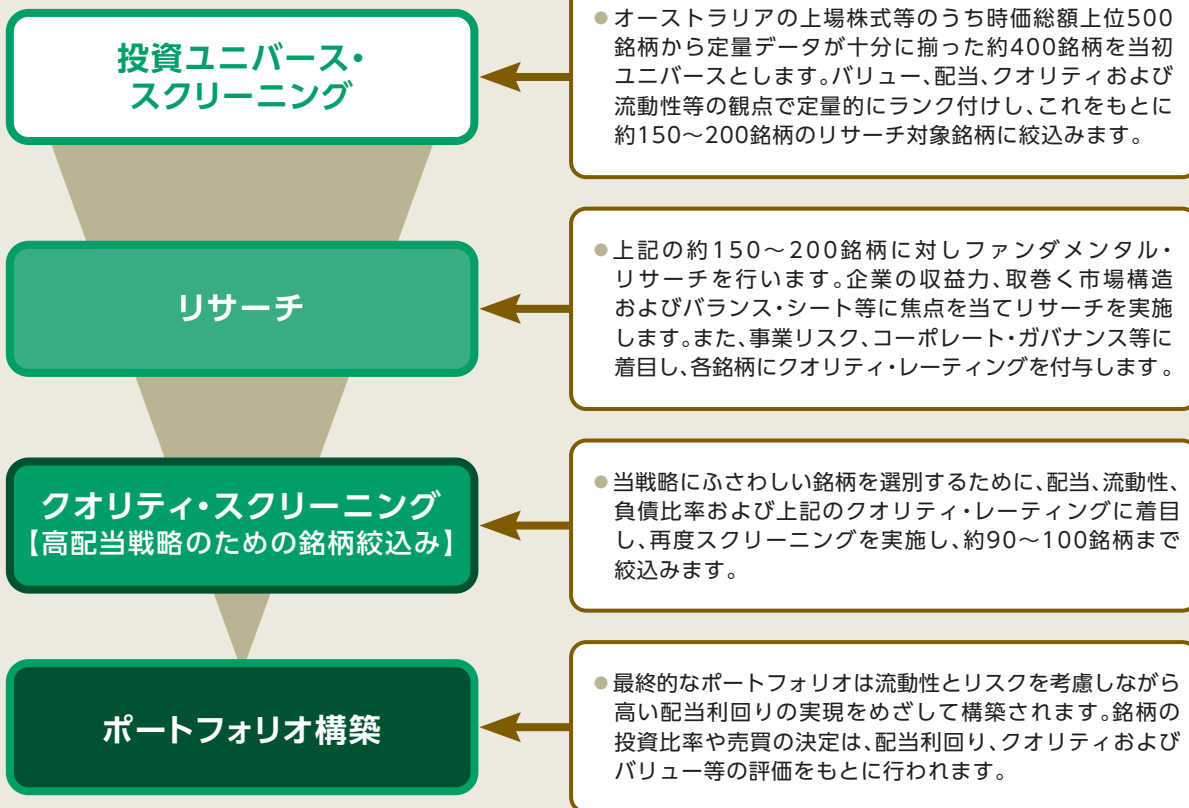 投資ユニバース・
スクリーニング
●オーストラリアの上場株式等のうち時価総額上位500
銘柄から定量データが十分に揃った約400銘柄を当初
ユニバースとします。バリュー、配当、クオリティおよび
流動性等の観点で定量的にランク付けし、これをもとに
約150～200銘柄のリサーチ対象銘柄に絞込みます。
リサーチ
●上記の約150～200銘柄に対しファンダメンタル・
リサーチを行います。企業の収益力、取巻く市場構造
およびバランス・シート等に焦点を当てリサーチを実施
します。また、事業リスク、コーポレート・ガバナンス等に
着目し、各銘柄にクオリティ・レーティングを付与します。
クオリティ・スクリーニング
【高配当戦略のための銘柄絞込み】
●当戦略にふさわしい銘柄を選別するために、配当、流動性、
負債比率および上記のクオリティ・レーティングに着目
し、再度スクリーニングを実施し、約90～100銘柄まで
絞込みます。
ポートフォリオ構築
●最終的なポートフォリオは流動性とリスクを考慮しながら
高い配当利回りの実現をめざして構築されます。銘柄の
投資比率や売買の決定は、配当利回り、クオリティおよび
バリュー等の評価をもとに行われます。